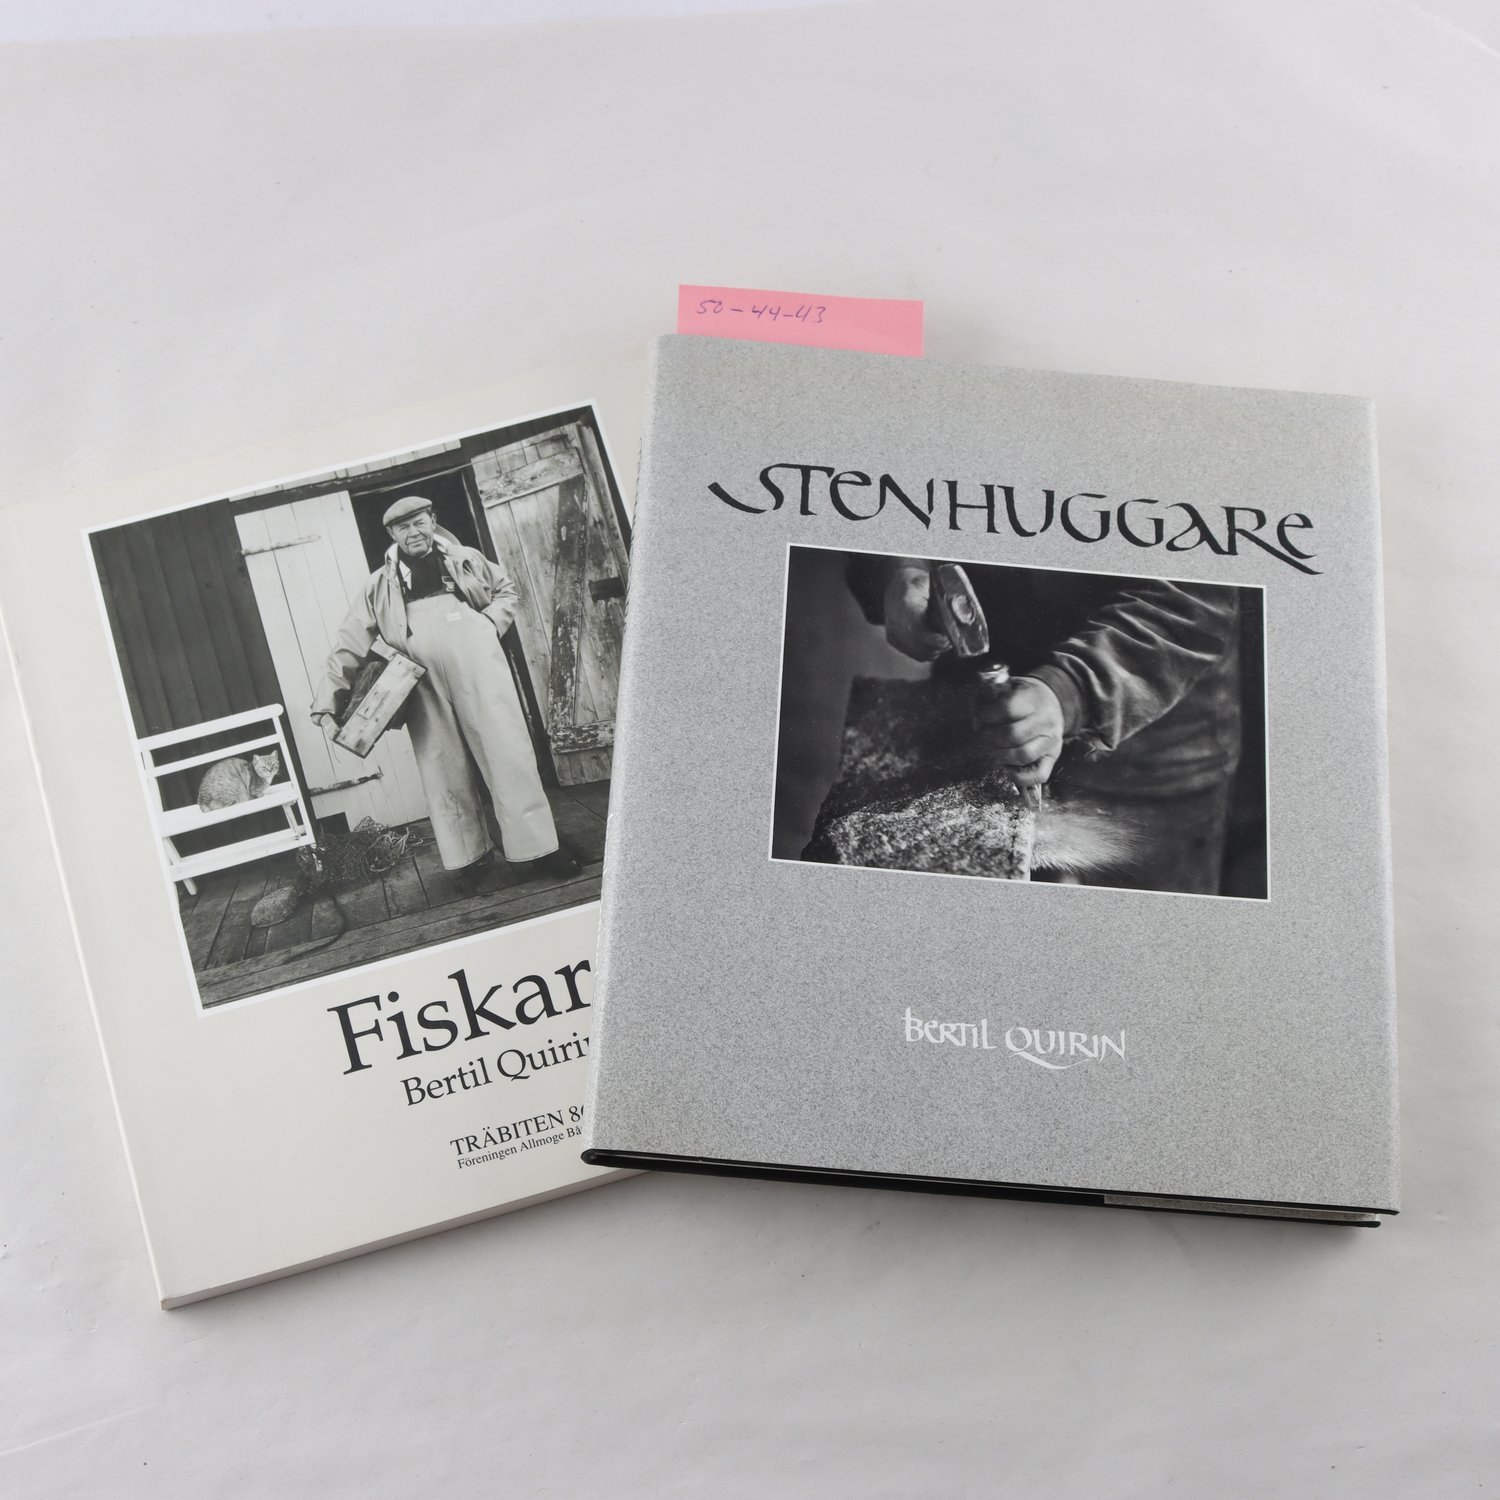 50-44-43
STENHUGGARE
BERTIL QUIRIN
Fiskar
Bertil Quirin
TRÄBITEN 8
Föreningen Allmoge Bå